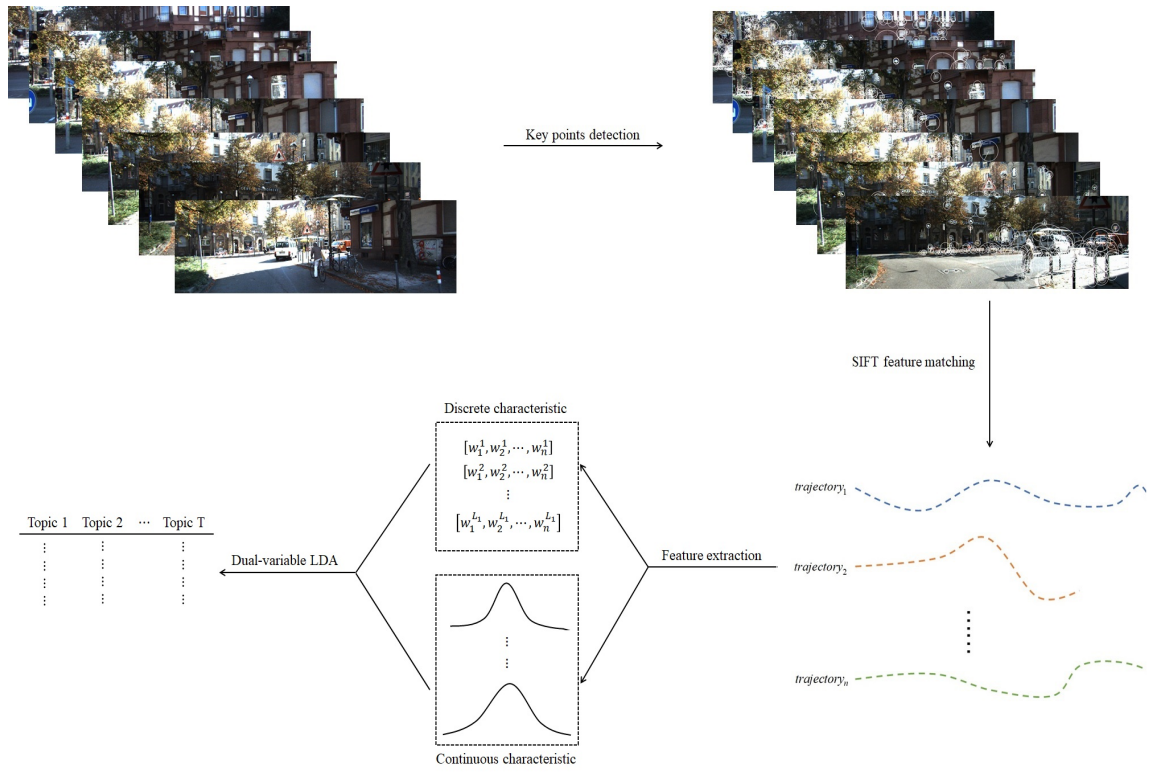 Key points detection
SIFT feature matching
Discrete characteristic
[w_1^1, w_2^1, ⋯, w_n^1]
[w_1^2, w_2^2, ⋯, w_n^2]
⋮
[w_1^{L_1}, w_2^{L_1}, ⋯, w_n^{L_1}]
trajectory_1
Topic 1 Topic 2 ⋯ Topic T
Feature extraction
Dual-variable LDA
trajectory_2
trajectory_n
Continuous characteristic